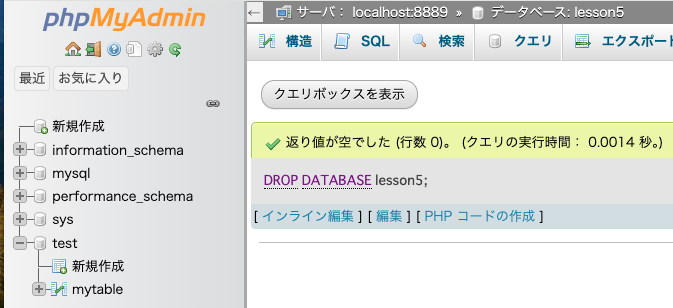 phpMyAdmin
最近 お気に入り
新規作成
information_schema
mysql
performance_schema
sys
test
新規作成
mytable
サーバ： localhost:8889 » データベース: lesson5
構造 SQL 検索 クエリ エクスポート
クエリボックスを表示
返り値が空でした (行数 0)。 (クエリの実行時間： 0.0014 秒。)
DROP DATABASE lesson5;
[ インライン編集 ] [ 編集 ] [ PHP コードの作成 ]